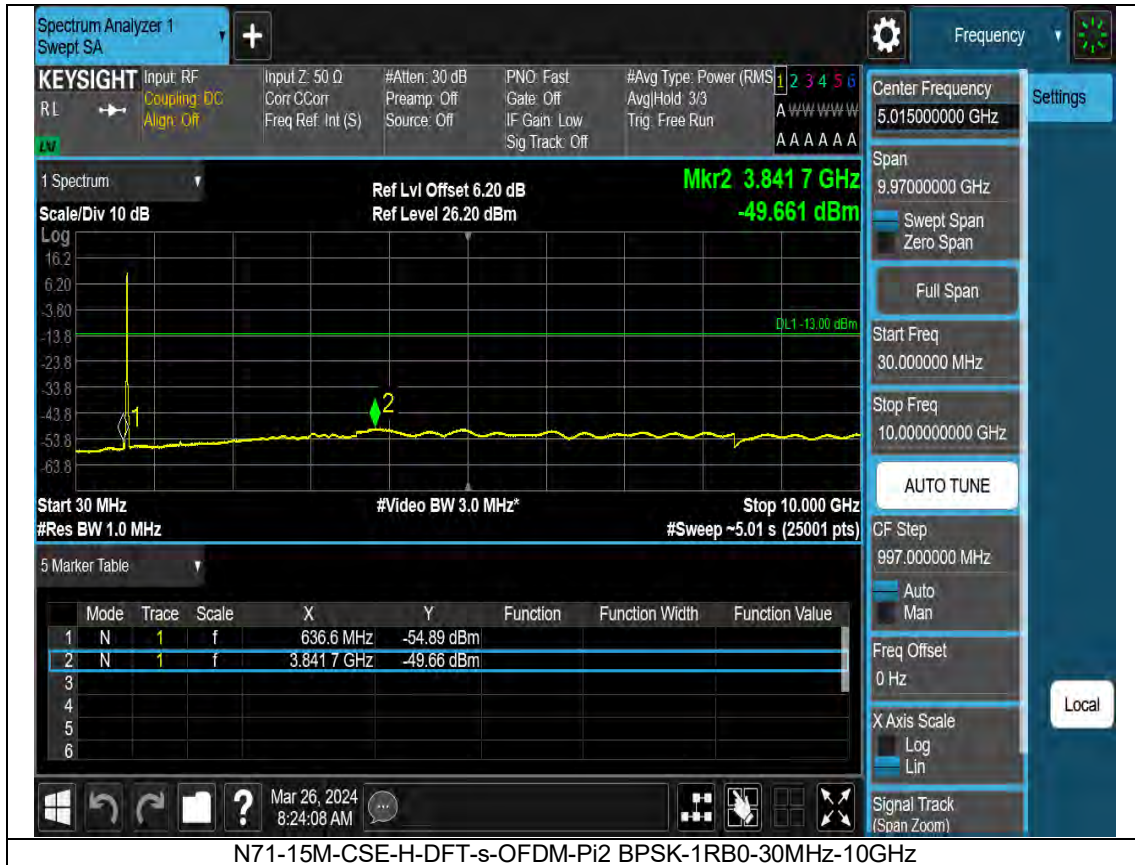 Spectrum Analyzer 1
Swept SA
+
Frequency
KEYSIGHT
RL
Input: RF
Coupling: DC
Align: Off
Input Z: 50 Ω
Corr CCorr
Freq Ref: Int (S)
#Atten: 30 dB
Preamp: Off
Source: Off
PNO: Fast
Gate: Off
IF Gain: Low
Sig Track: Off
#Avg Type: Power (RMS
Avg|Hold: 3/3
Trig: Free Run
1 2 3 4 5 6
A W W W W W
A A A A A A
1 Spectrum
Scale/Div 10 dB
Ref Lvl Offset 6.20 dB
Ref Level 26.20 dBm
Mkr2 3.841 7 GHz
-49.661 dBm
Log
16.2
6.20
-3.80
-13.8
-23.8
-33.8
-43.8
-53.8
-63.8
DL1 -13.00 dBm
1
2
Start 30 MHz
#Res BW 1.0 MHz
#Video BW 3.0 MHz*
Stop 10.000 GHz
#Sweep ~5.01 s (25001 pts)
5 Marker Table
Mode Trace Scale X Y Function Function Width Function Value
1 N 1 f 636.6 MHz -54.89 dBm
2 N 1 f 3.841 7 GHz -49.66 dBm
3
4
5
6
Center Frequency
5.015000000 GHz
Settings
Span
9.97000000 GHz
Swept Span
Zero Span
Full Span
Start Freq
30.000000 MHz
Stop Freq
10.000000000 GHz
AUTO TUNE
CF Step
997.000000 MHz
Auto
Man
Freq Offset
0 Hz
Local
X Axis Scale
Log
Lin
Signal Track
(Span Zoom)
?
Mar 26, 2024
8:24:08 AM
N71-15M-CSE-H-DFT-s-OFDM-Pi2 BPSK-1RB0-30MHz-10GHz